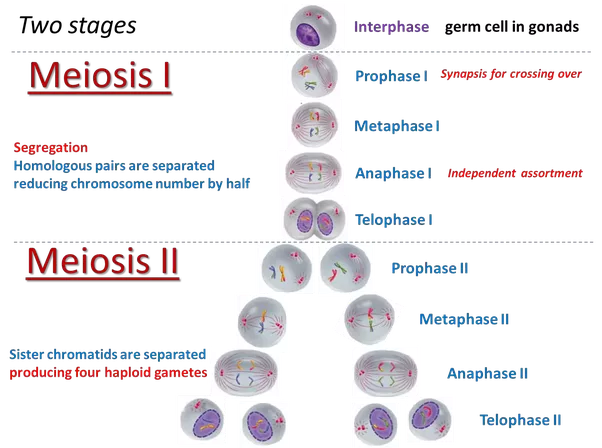 Two stages
Interphase germ cell in gonads
Meiosis I
Prophase I Synapsis for crossing over
Metaphase I
Segregation
Homologous pairs are separated
reducing chromosome number by half
Anaphase I Independent assortment
Telophase I
Meiosis II
Prophase II
Metaphase II
Sister chromatids are separated
producing four haploid gametes
Anaphase II
Telophase II